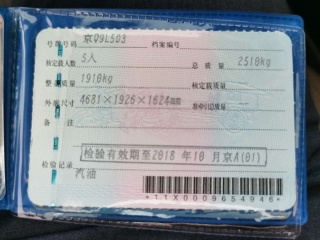 号牌号码 京Q9L503 档案编号
核定载人数 5人 总质量 2510kg
整备质量 1910kg 核定载质量
外廓尺寸 4681×1926×1624mm 准牵引总质量
备注
检验有效期至2018年10月京A(01)
检验记录 汽油
*11X0009654946*